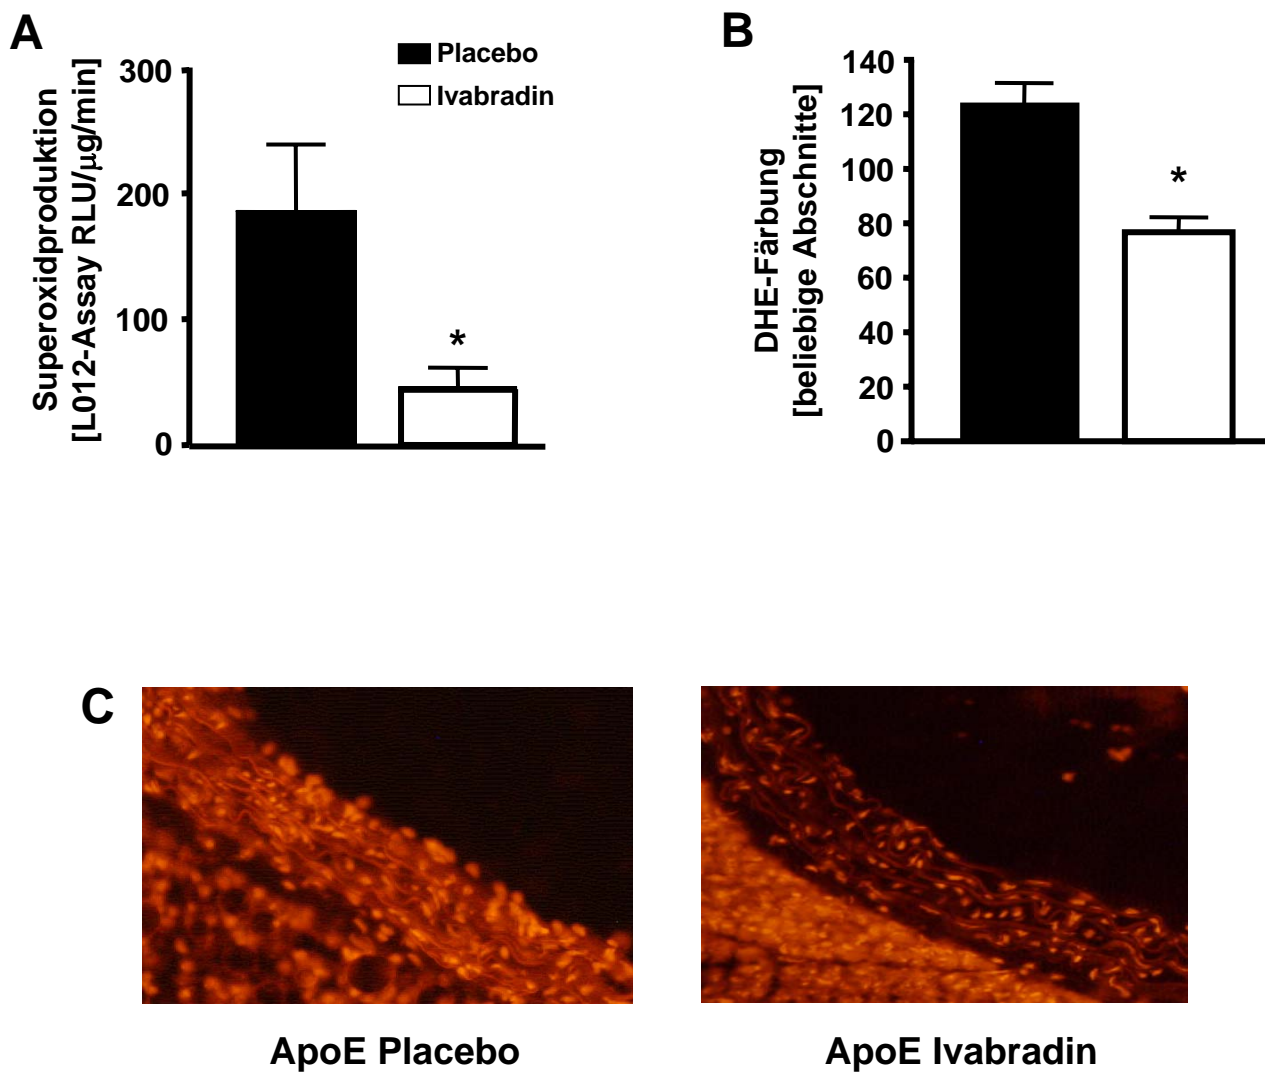 A
Placebo
Ivabradin
Superoxidproduktion
[L012-Assay RLU/µg/min]
300
200
100
0
*
B
DHE-Färbung
[beliebige Abschnitte]
140
120
100
80
60
40
20
0
*
C
ApoE Placebo
ApoE Ivabradin